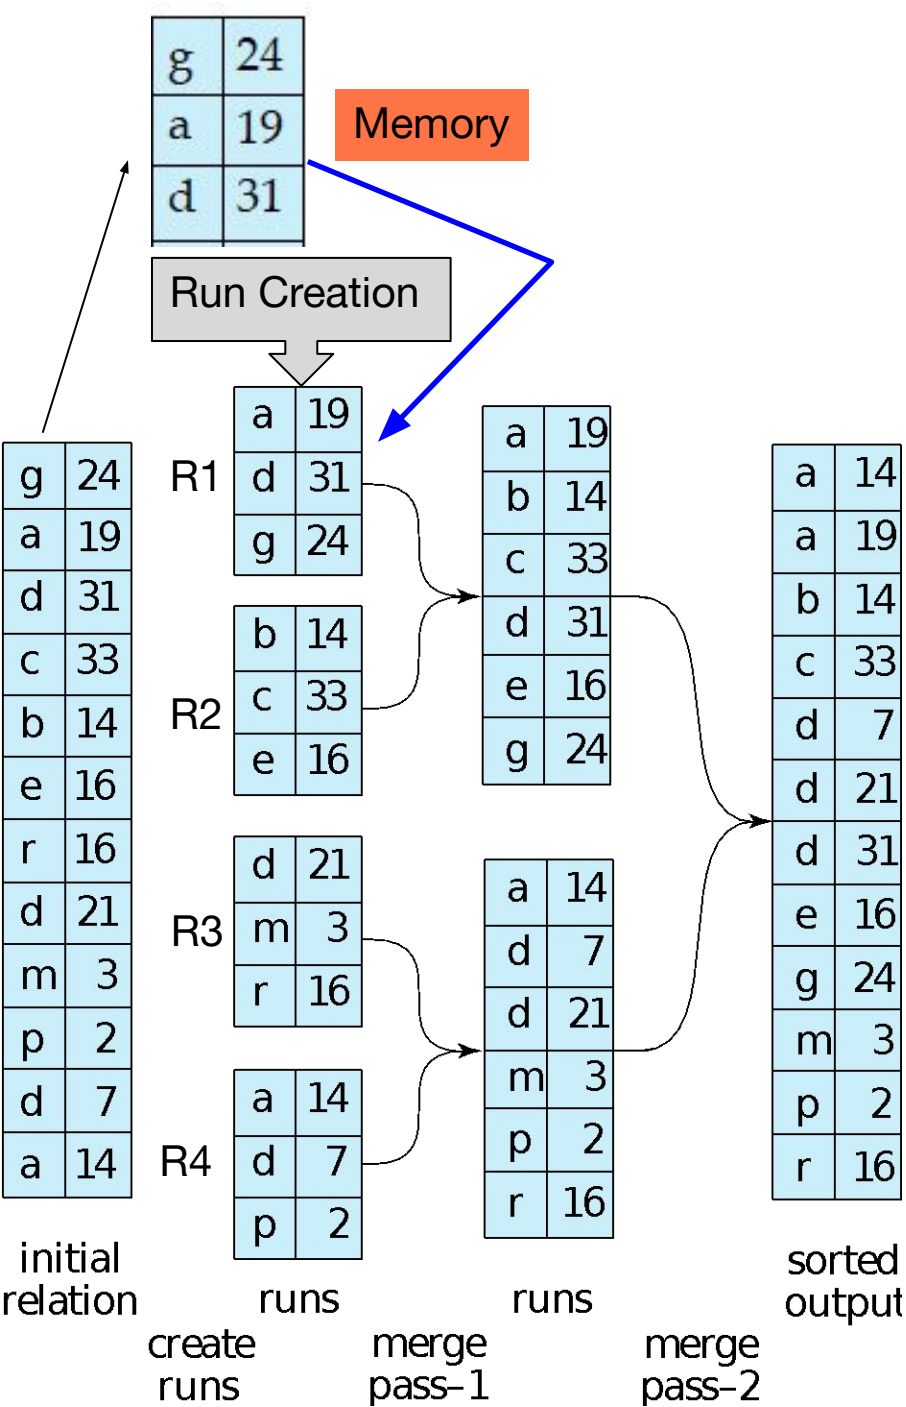 g 24
a 19
d 31
Memory
Run Creation
g 24
a 19
d 31
c 33
b 14
e 16
r 16
d 21
m 3
p 2
d 7
a 14
initial
relation
R1
a 19
d 31
g 24
R2
b 14
c 33
e 16
R3
d 21
m 3
r 16
R4
a 14
d 7
p 2
runs
create
runs
a 19
b 14
c 33
d 31
e 16
g 24
a 14
d 7
d 21
m 3
p 2
r 16
runs
merge
pass–1
a 14
a 19
b 14
c 33
d 7
d 21
d 31
e 16
g 24
m 3
p 2
r 16
sorted
output
merge
pass–2